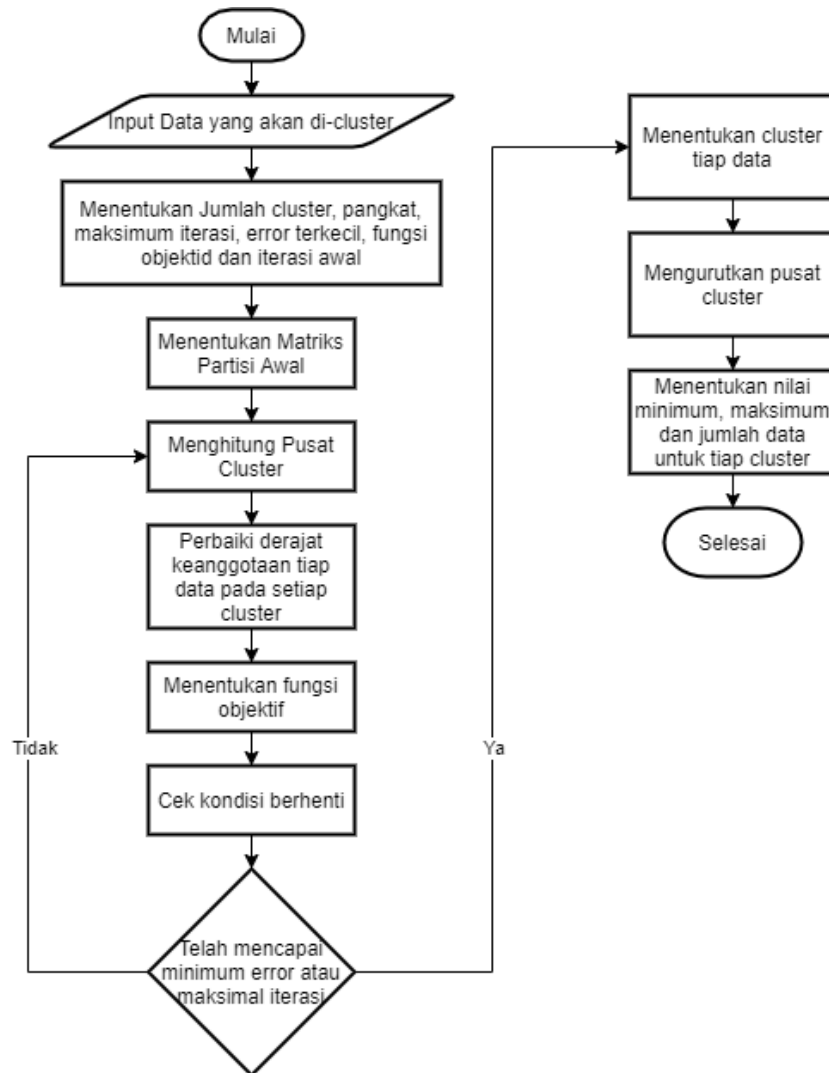 Mulai
Input Data yang akan di-cluster
Menentukan Jumlah cluster, pangkat,
maksimum iterasi, error terkecil, fungsi
objektid dan iterasi awal
Menentukan Matriks
Partisi Awal
Menghitung Pusat
Cluster
Perbaiki derajat
keanggotaan tiap
data pada setiap
cluster
Menentukan fungsi
objektif
Cek kondisi berhenti
Telah mencapai
minimum error atau
maksimal iterasi
Tidak
Ya
Menentukan cluster
tiap data
Mengurutkan pusat
cluster
Menentukan nilai
minimum, maksimum
dan jumlah data
untuk tiap cluster
Selesai